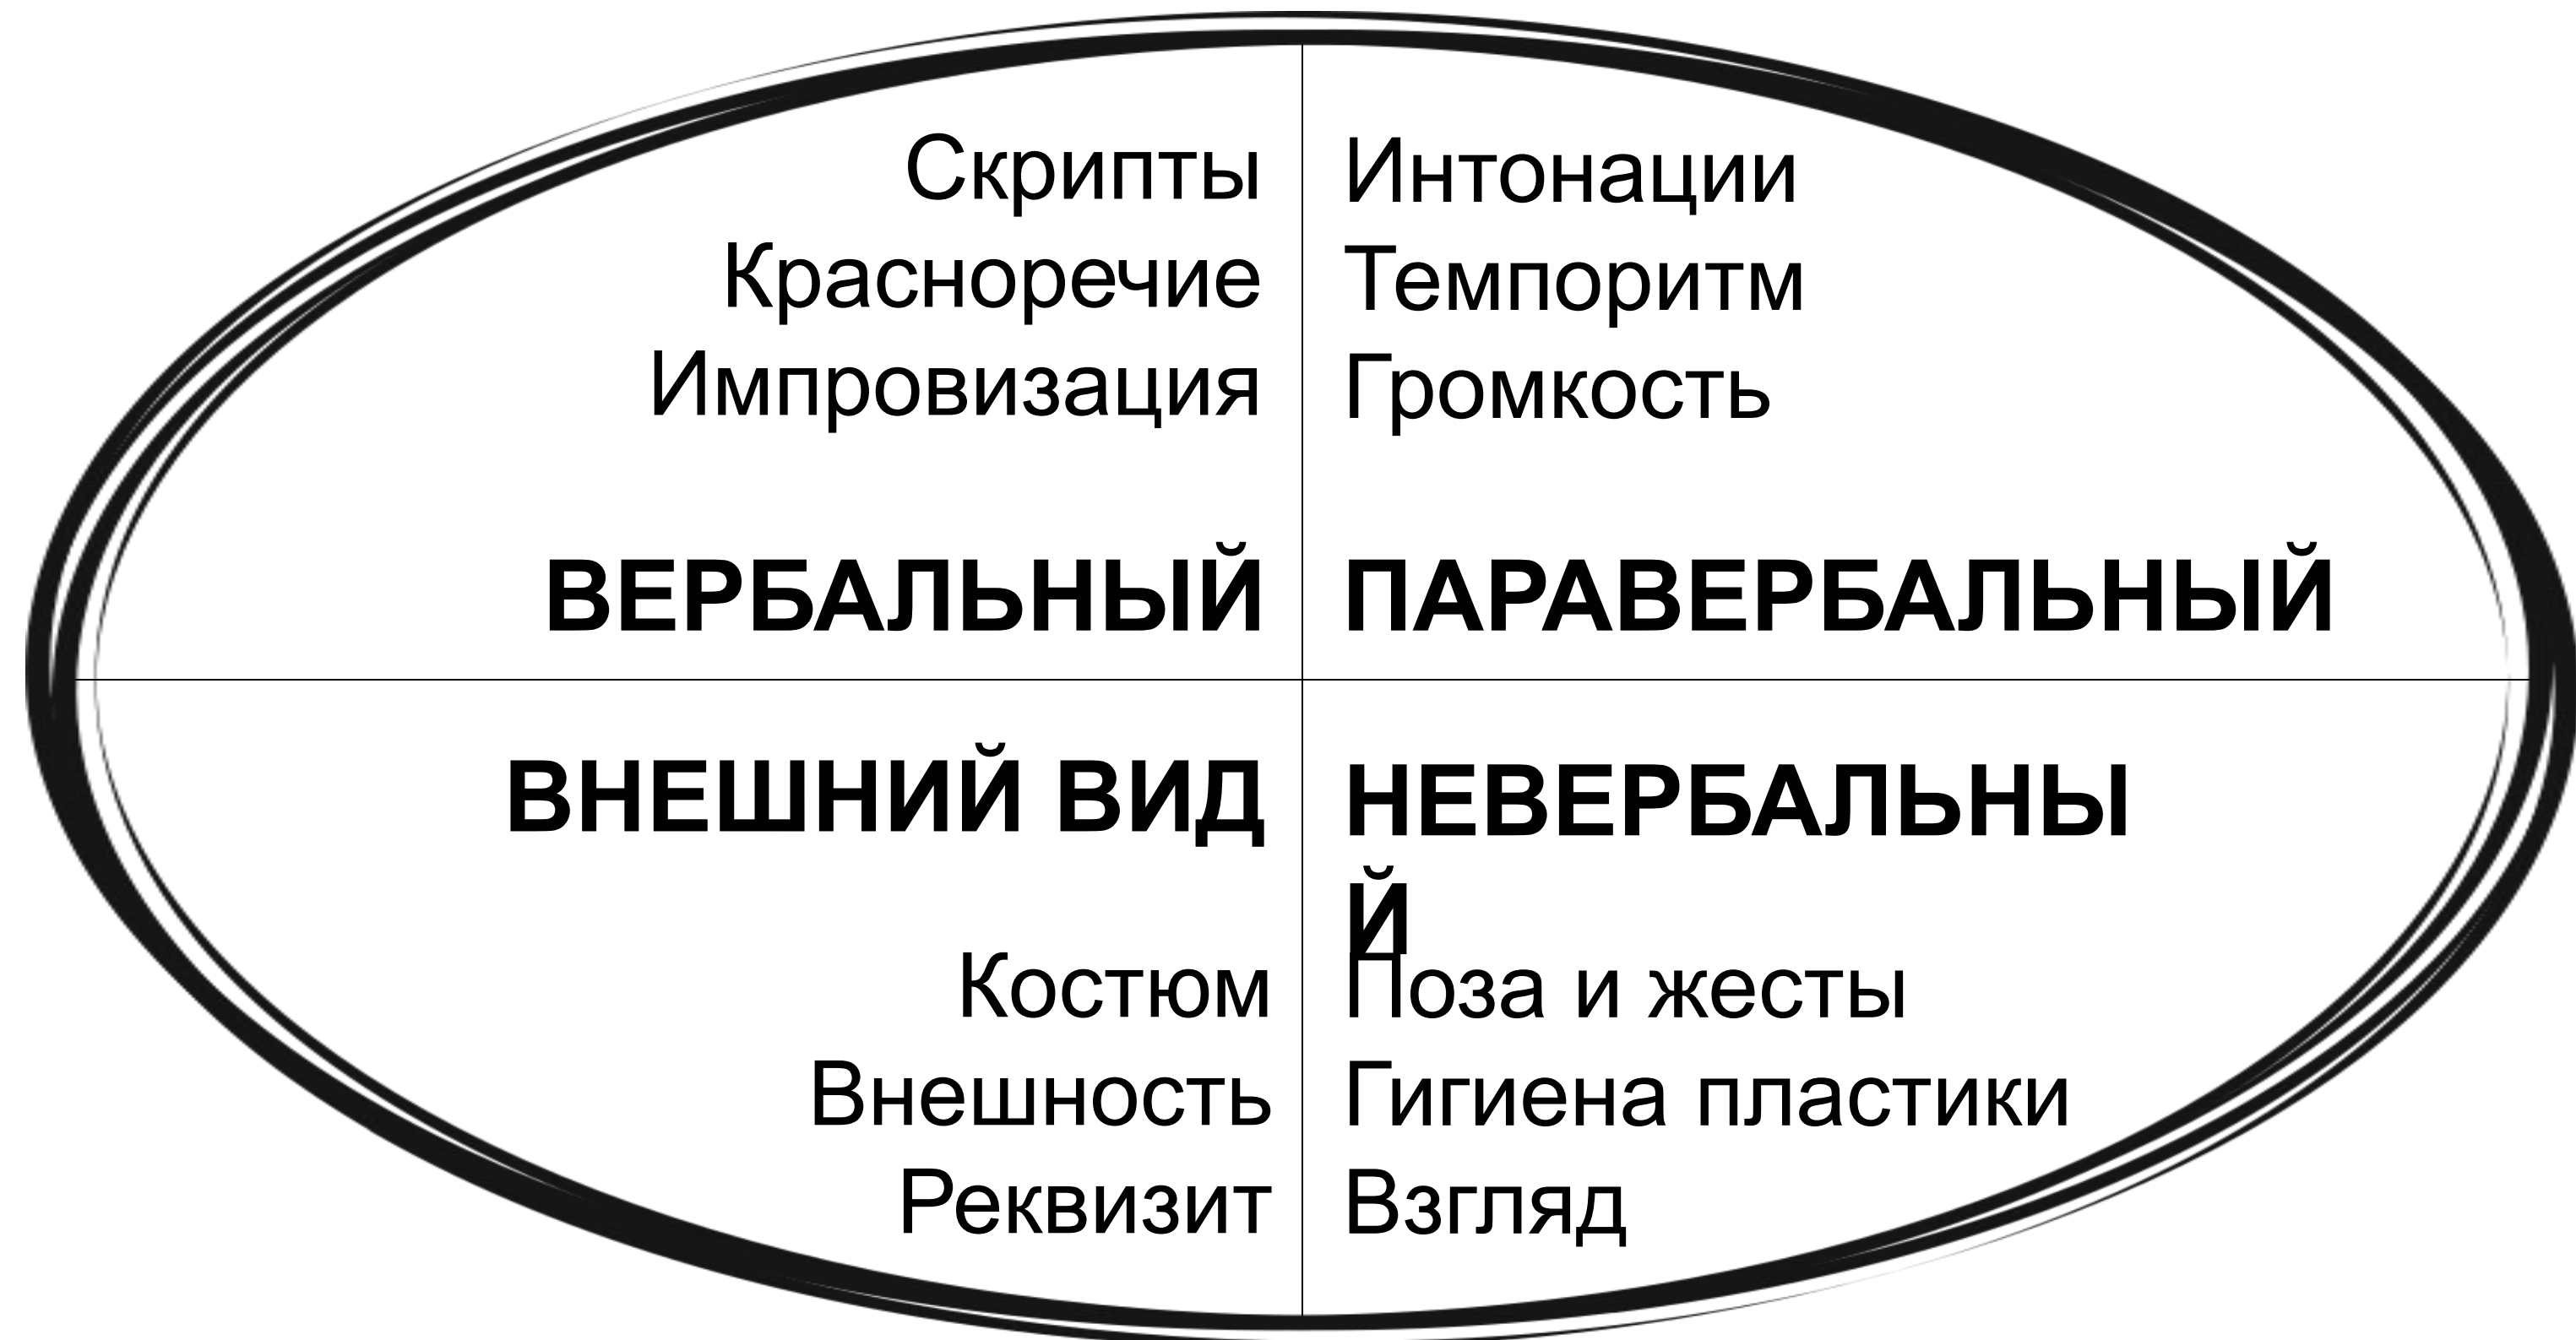 Скрипты
Красноречие
Импровизация
ВЕРБАЛЬНЫЙ
Интонации
Темпоритм
Громкость
ПАРАВЕРБАЛЬНЫЙ
ВНЕШНИЙ ВИД
Костюм
Внешность
Реквизит
НЕВЕРБАЛЬНЫ
Й
Поза и жесты
Гигиена пластики
Взгляд